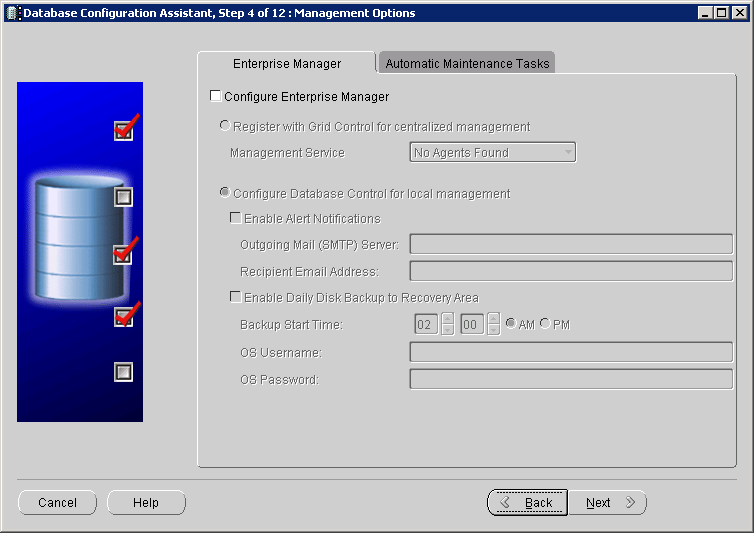 Database Configuration Assistant, Step 4 of 12 : Management Options
Enterprise Manager
Automatic Maintenance Tasks
Configure Enterprise Manager
Register with Grid Control for centralized management
Management Service
No Agents Found
Configure Database Control for local management
Enable Alert Notifications
Outgoing Mail (SMTP) Server:
Recipient Email Address:
Enable Daily Disk Backup to Recovery Area
Backup Start Time: 02 00 AM PM
OS Username:
OS Password:
Cancel Help Back Next